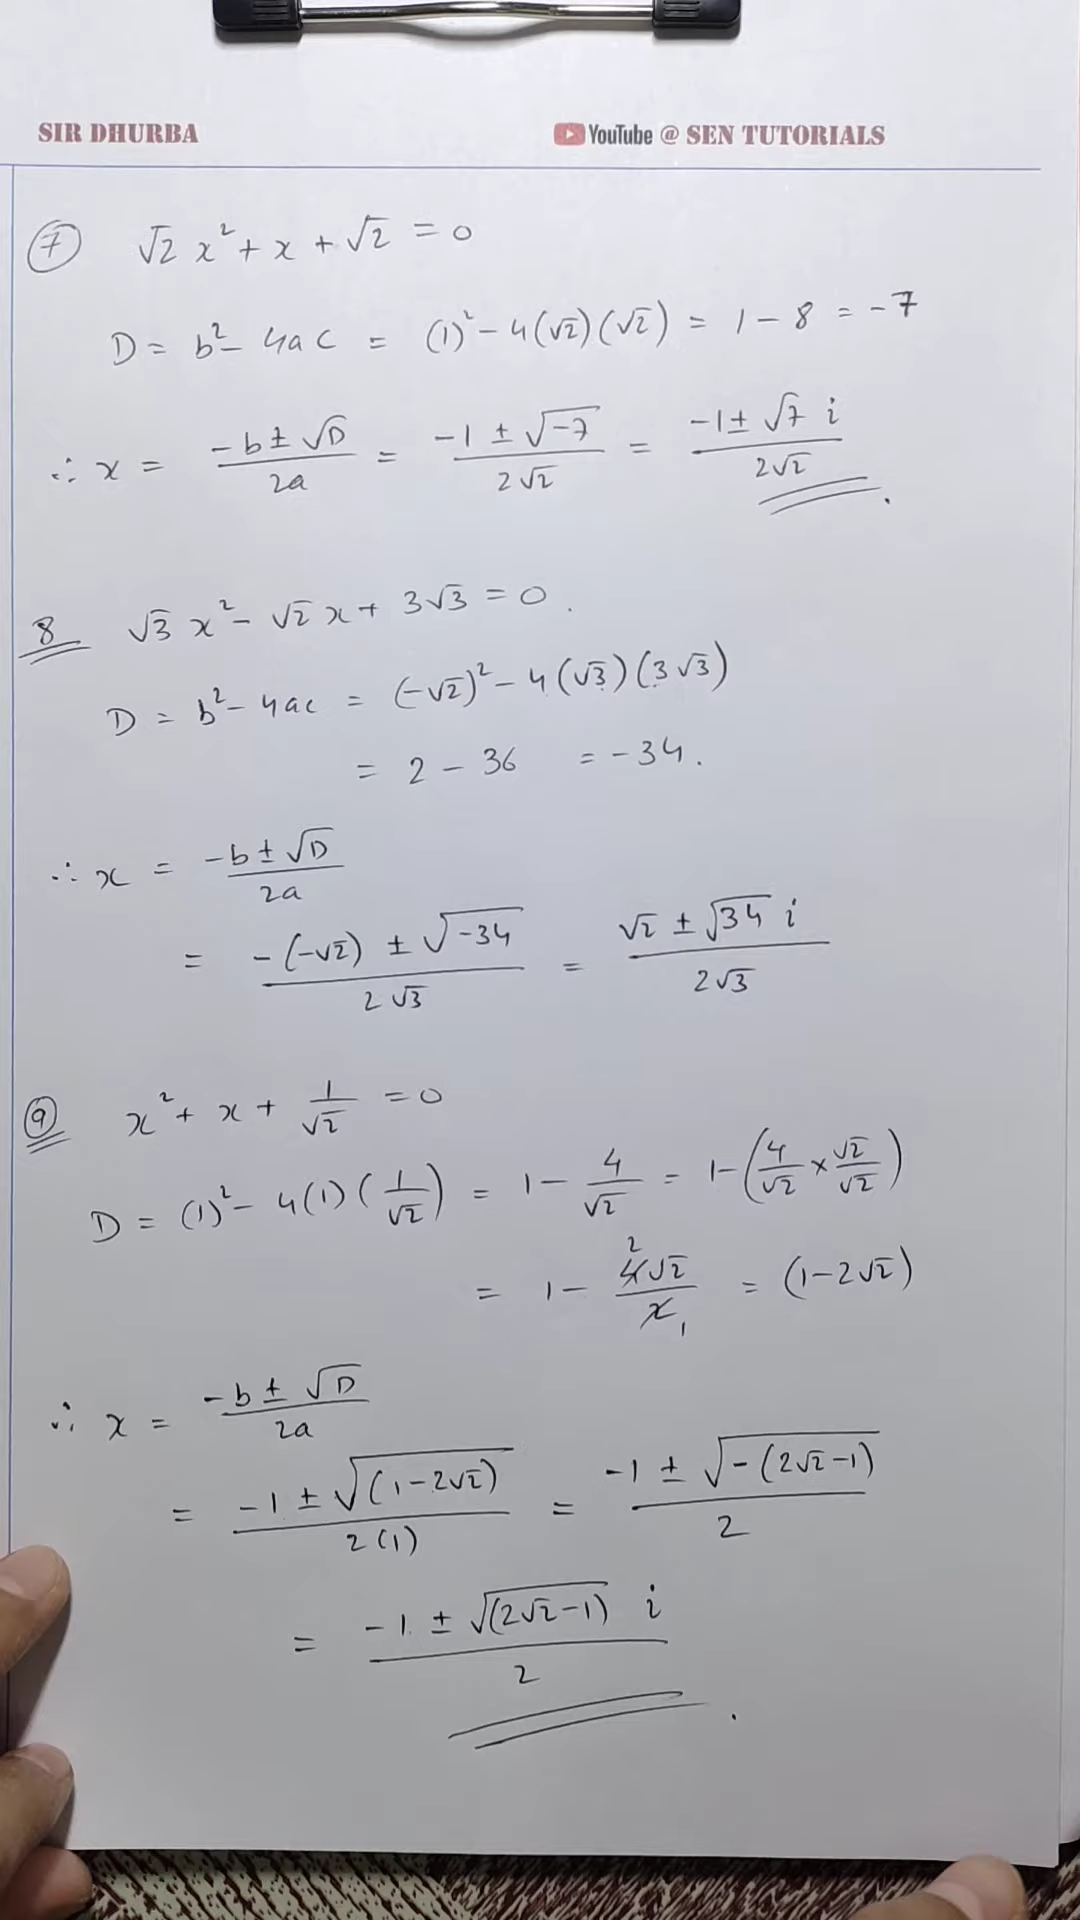 SIR DHURBA YouTube @ SEN TUTORIALS
⑦ √2 x² + x + √2 = 0
D = b² - 4ac = (1)² - 4(√2)(√2) = 1 - 8 = -7
∴ x = (-b ± √D)/(2a) = (-1 ± √-7)/(2√2) = (-1 ± √7 i)/(2√2) .
8 √3 x² - √2 x + 3√3 = 0 .
D = b² - 4ac = (-√2)² - 4(√3)(3√3)
= 2 - 36 = -34.
∴ x = (-b ± √D)/(2a)
= (-(-√2) ± √-34)/(2√3) = (√2 ± √34 i)/(2√3)
⑨ x² + x + 1/√2 = 0
D = (1)² - 4(1)(1/√2) = 1 - 4/√2 = 1 - (4/√2 × √2/√2)
= 1 - 4√2/2 2 1 = (1-2√2)
∴ x = (-b ± √D)/(2a)
= (-1 ± √(1-2√2))/(2(1)) = (-1 ± √-(2√2-1))/2
= (-1 ± √(2√2-1) i)/2 .